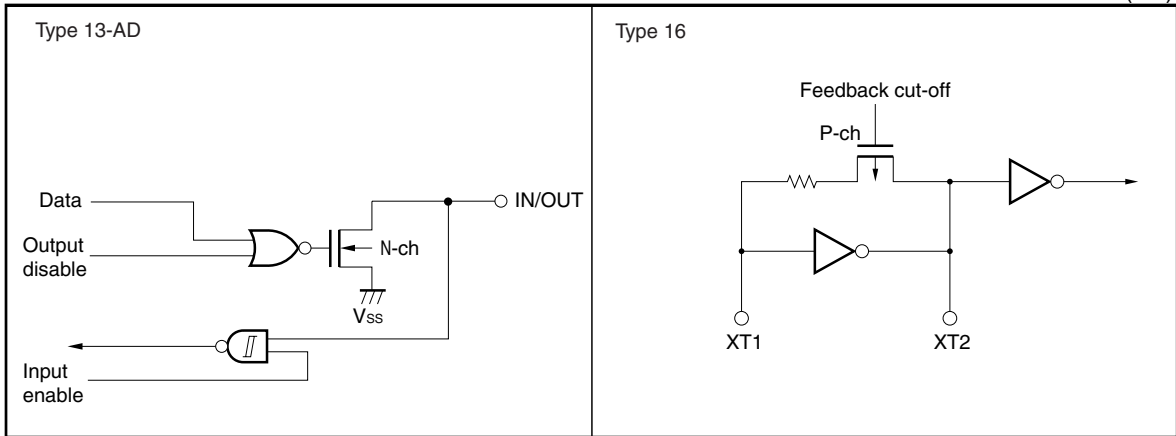 Type 13-AD
Data
Output
disable
N-ch
IN/OUT
VSS
Input
enable
Type 16
Feedback cut-off
P-ch
XT1
XT2